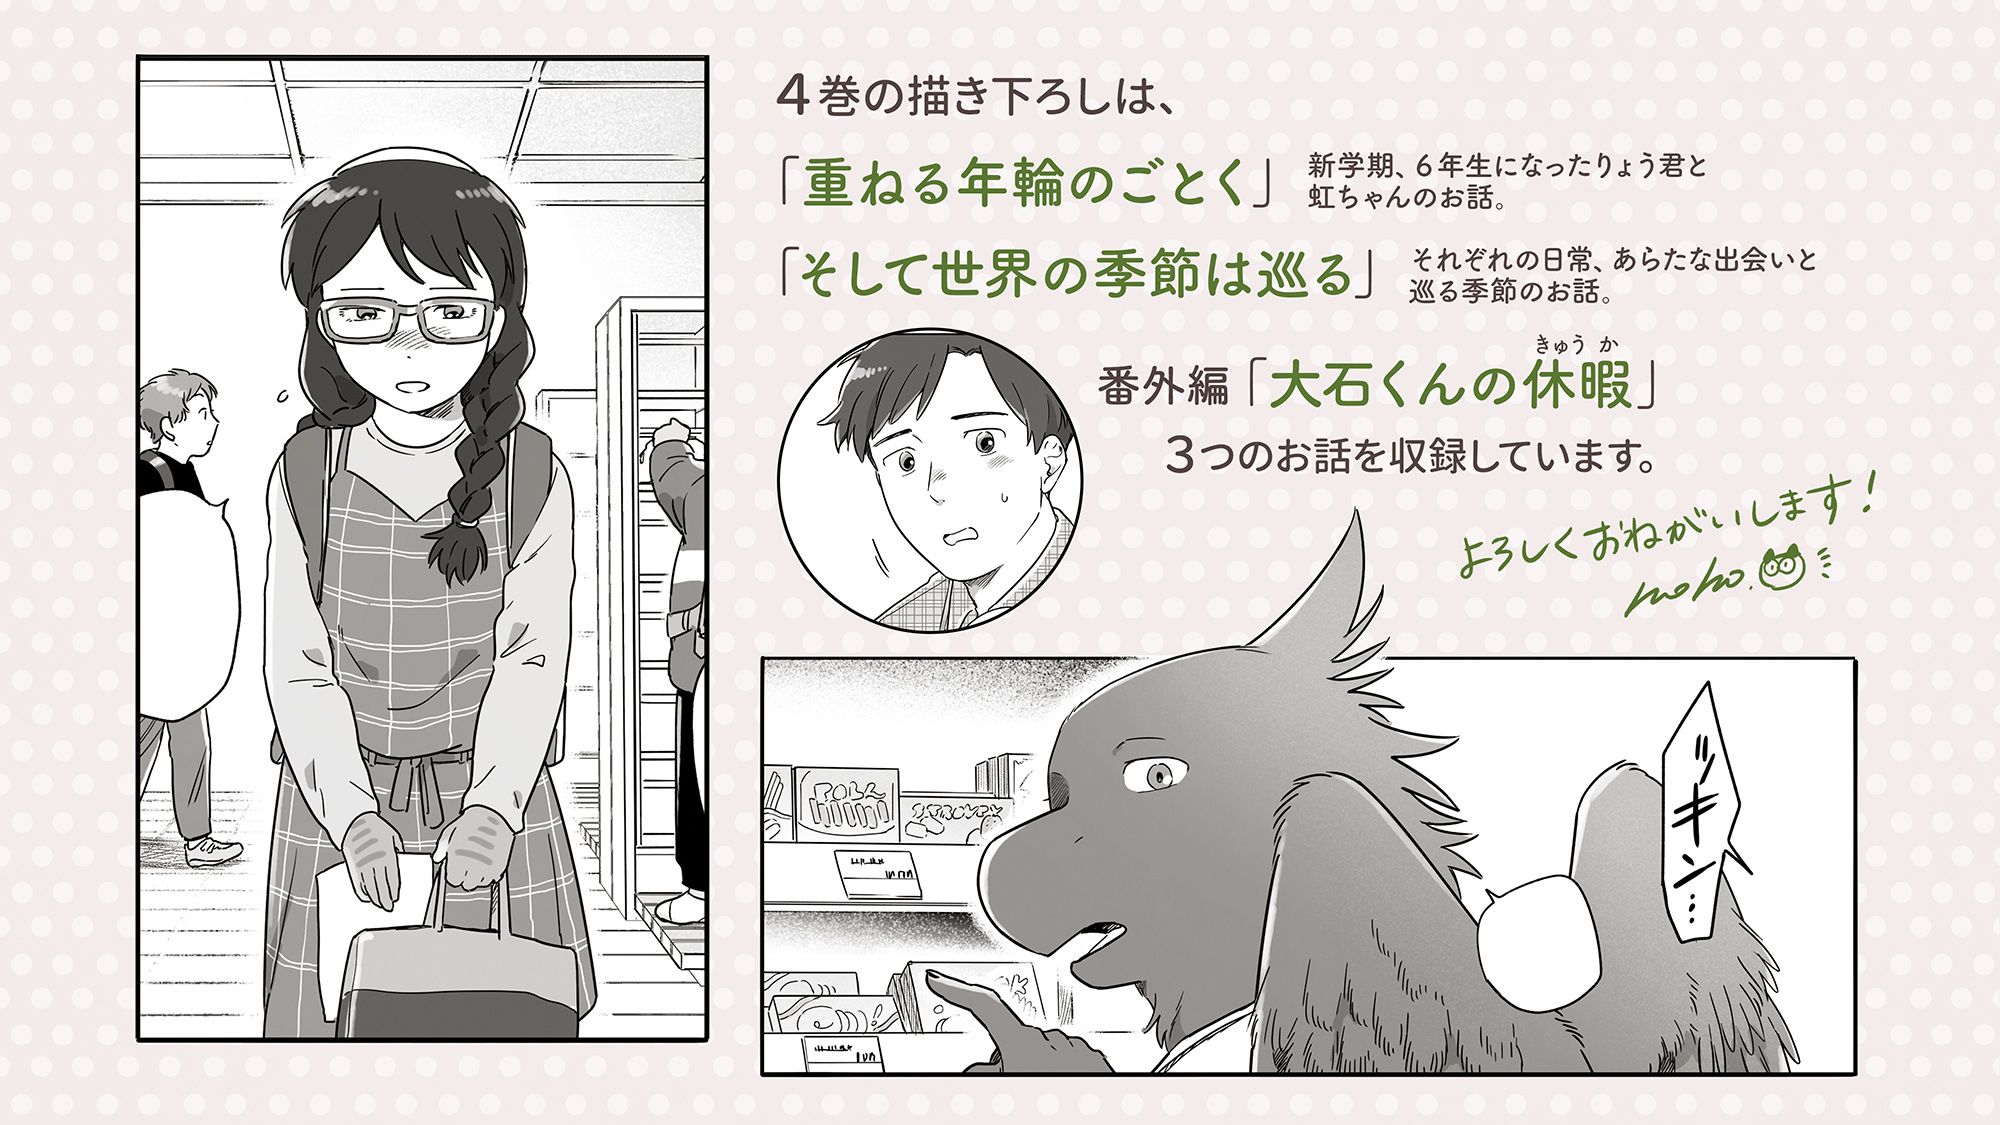 4巻の描き下ろしは、
「重ねる年輪のごとく」
新学期、6年生になったりょう君と
虹ちゃんのお話。
「そして世界の季節は巡る」
それぞれの日常、あらたな出会いと
巡る季節のお話。
きゅう か
番外編「大石くんの休暇」
3つのお話を収録しています。
よろしくおねがいします!
moho.
PORK
ッキン…